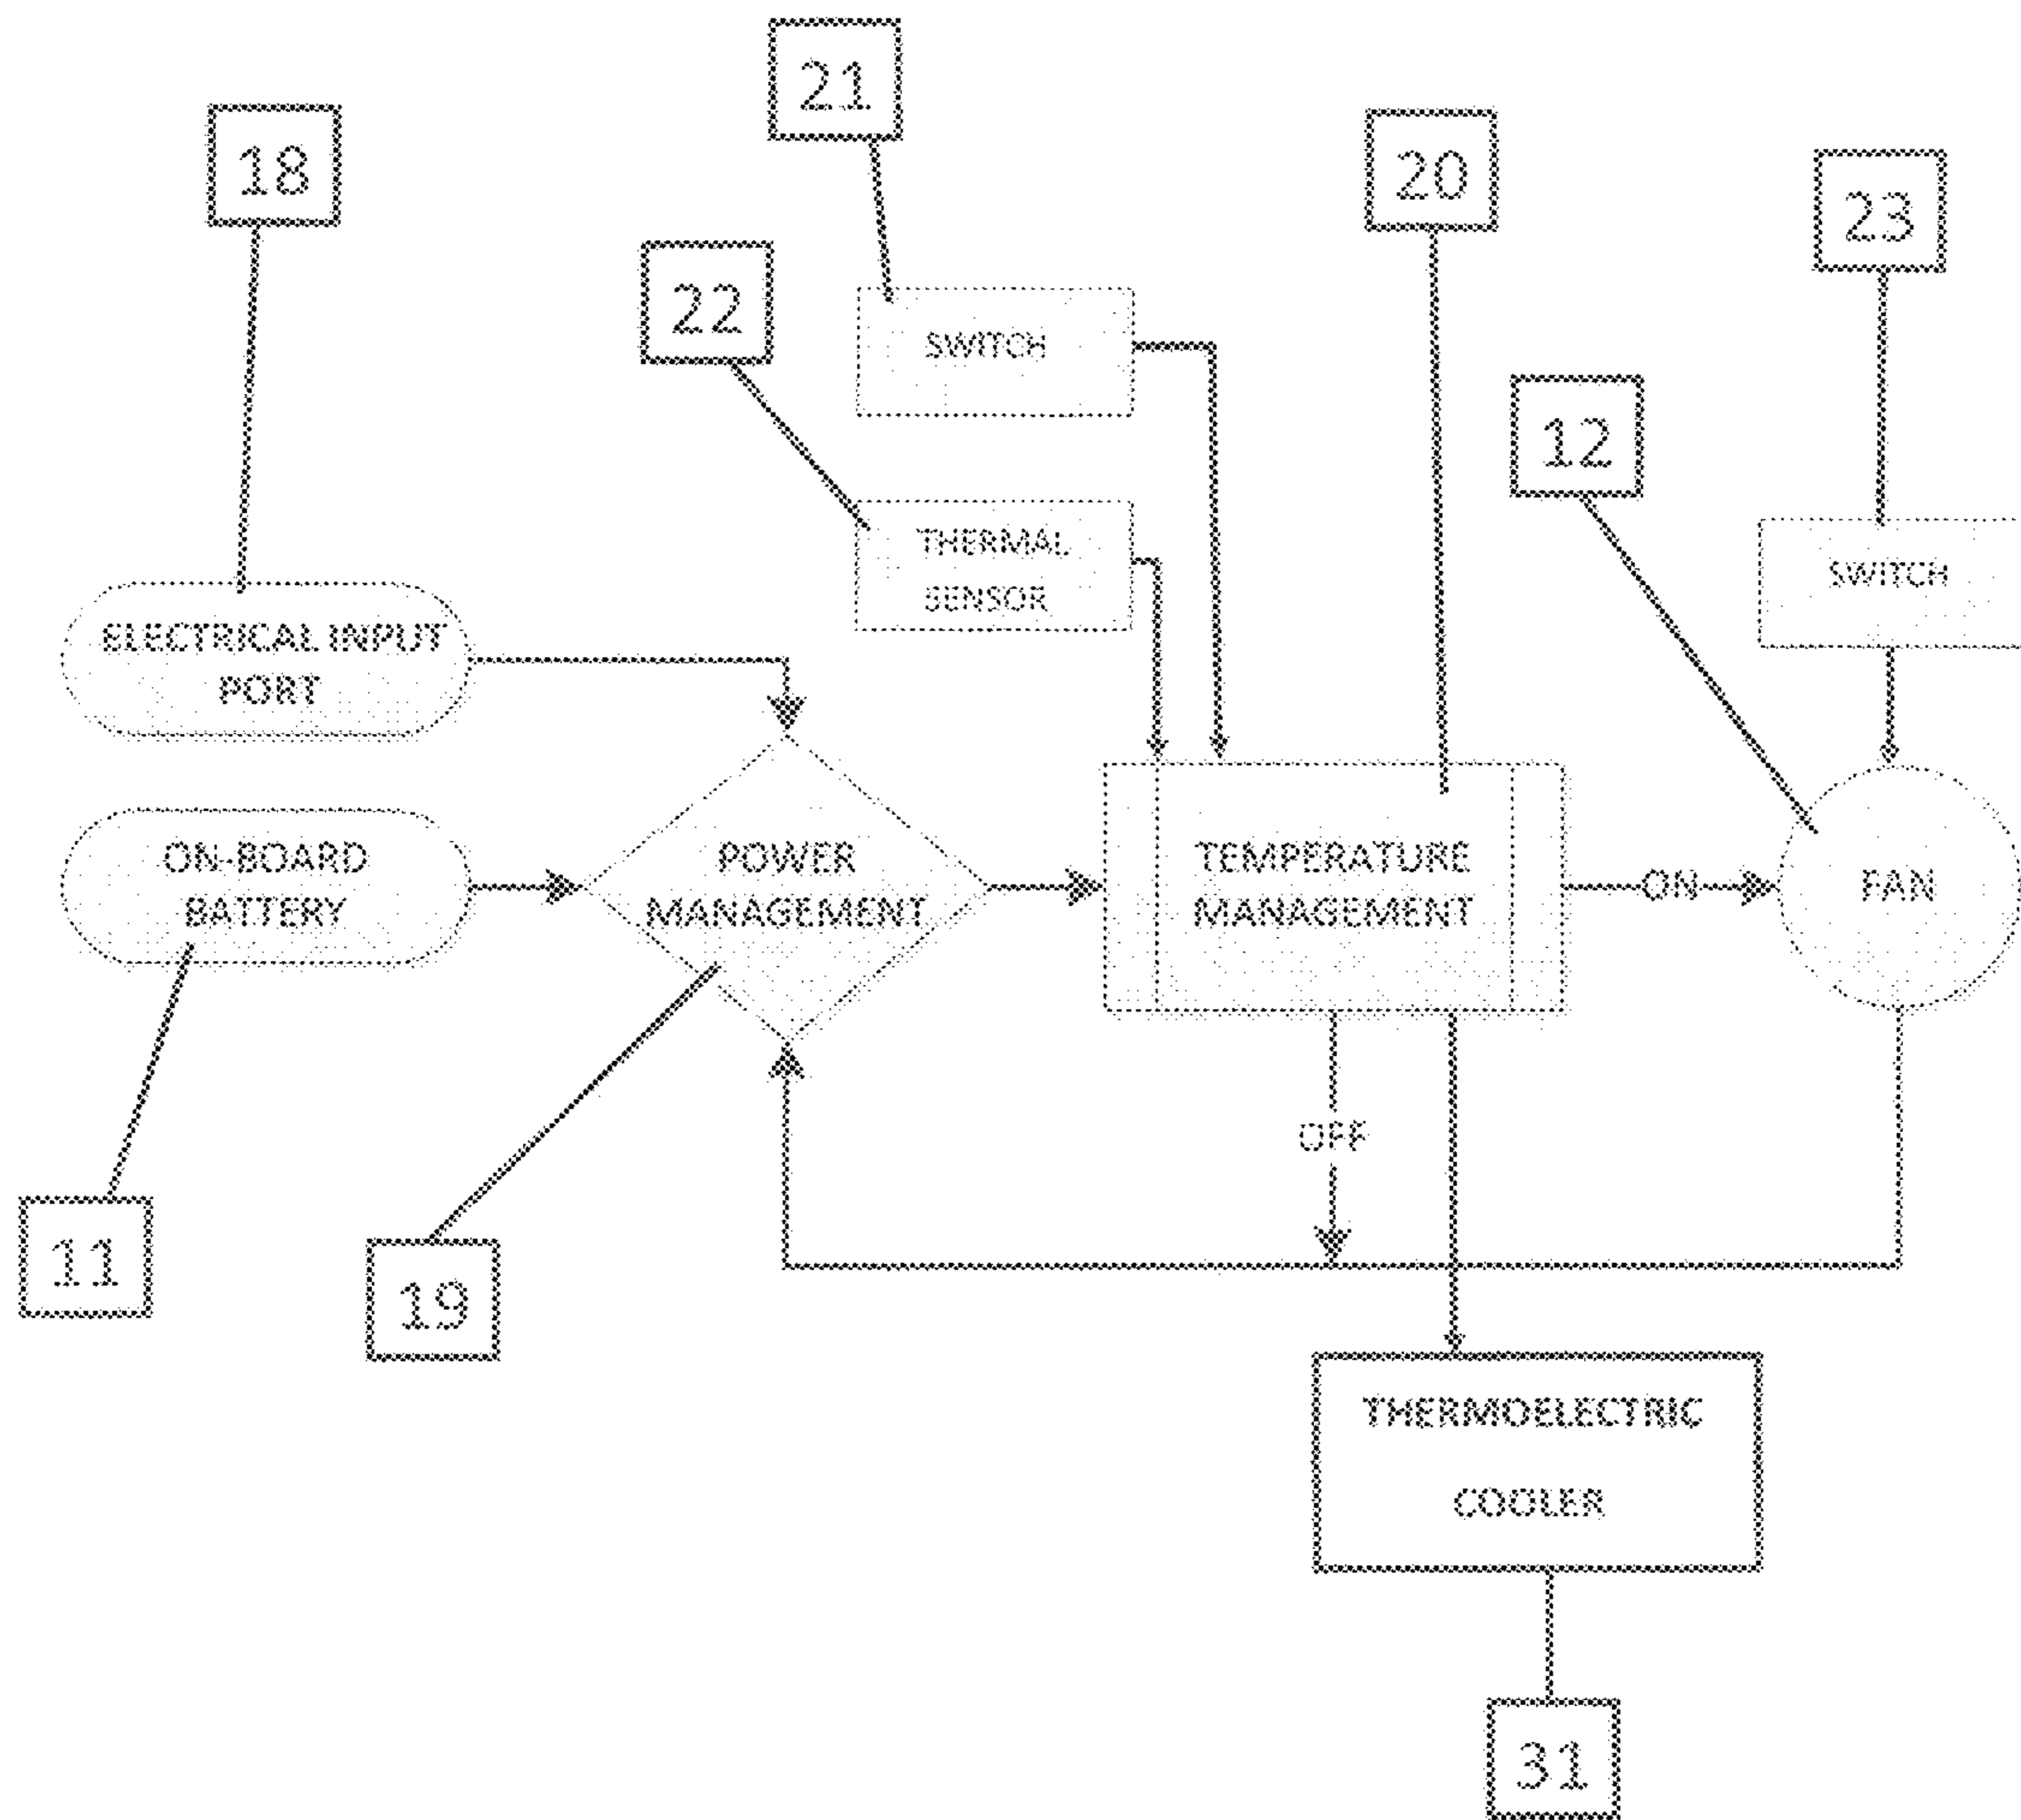 21
18
20
23
22
SWITCH
12
THERMAL
SENSOR
SWITCH
ELECTRICAL INPUT
PORT
ON-BOARD
BATTERY
POWER
MANAGEMENT
TEMPERATURE
MANAGEMENT
ON
FAN
OFF
11
19
THERMOELECTRIC
COOLER
31